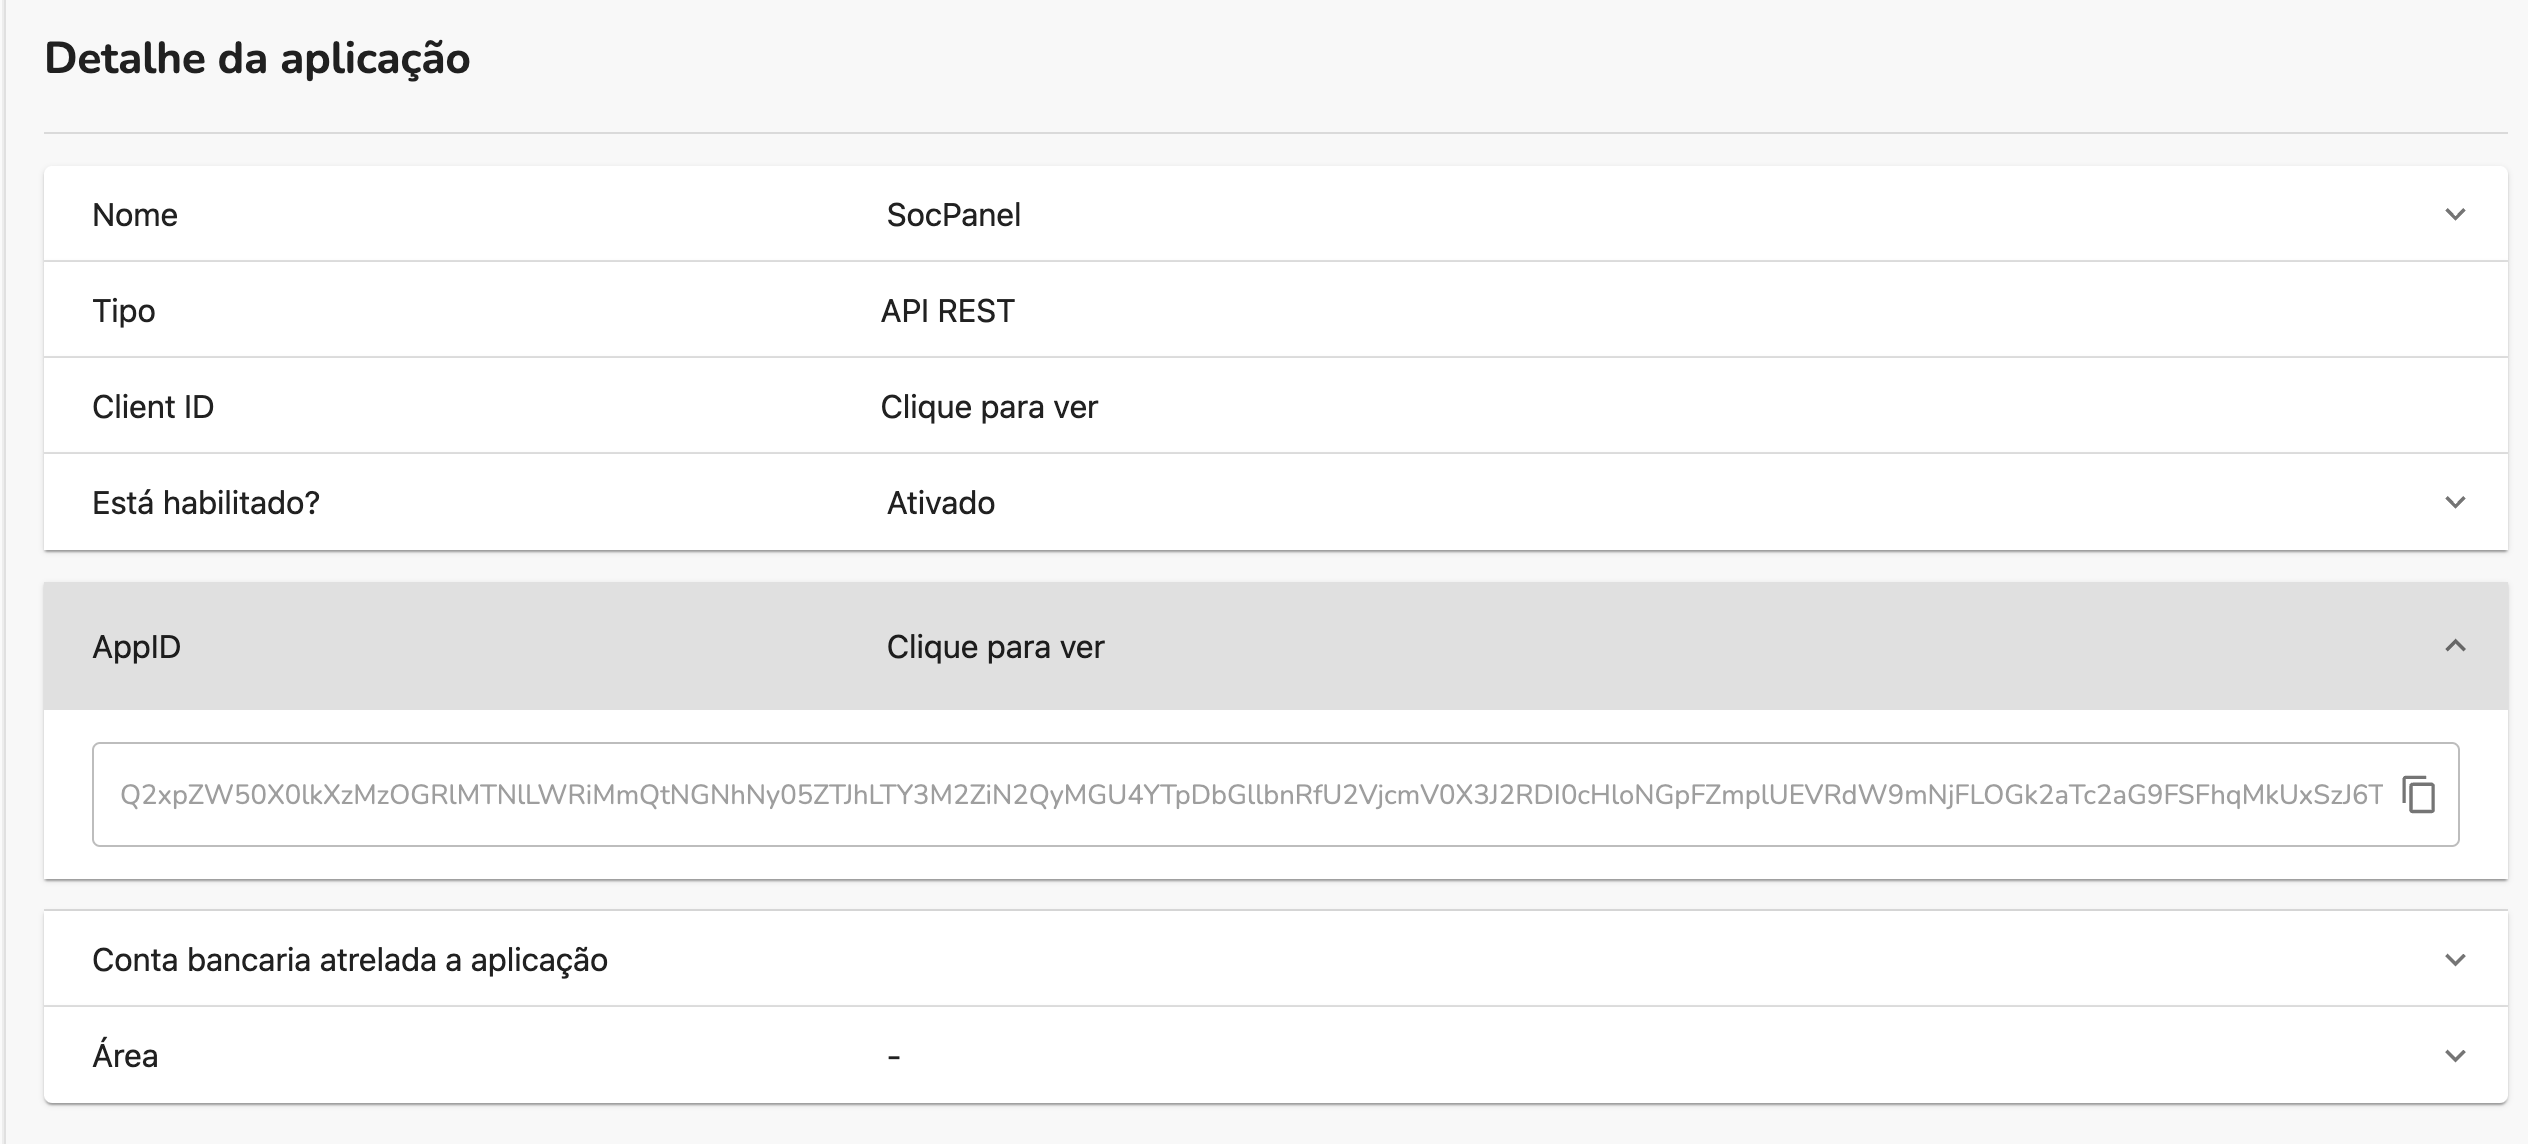 Detalhe da aplicação
Nome SocPanel
Tipo API REST
Client ID Clique para ver
Está habilitado? Ativado
AppID Clique para ver
Q2xpZW50X0lkXzMzOGRlMTNlLWRiMmQtNGNhNy05ZTJhLTY3M2ZiN2QyMGU4YTpDbGllbnRfU2VjcmV0X3J2RDI0cHloNGpFZmplUEVRdW9mNjFLOGk2aTc2aG9FSFhqMkUxSzJ6T
Conta bancaria atrelada a aplicação
Área -